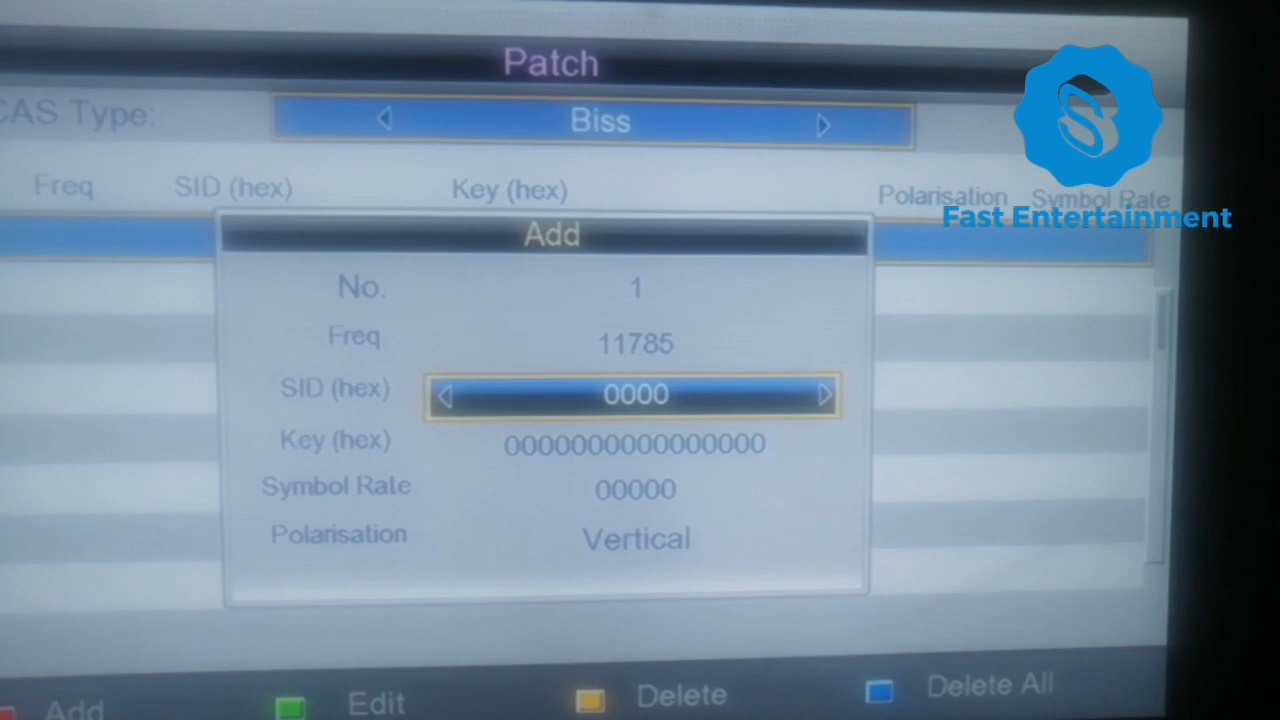 Patch
CAS Type: Biss
Freq SID (hex) Key (hex) Polarisation Symbol Rate
Fast Entertainment
Add
No. 1
Freq 11785
SID (hex) 0000
Key (hex) 0000000000000000
Symbol Rate 00000
Polarisation Vertical
Add Edit Delete Delete All